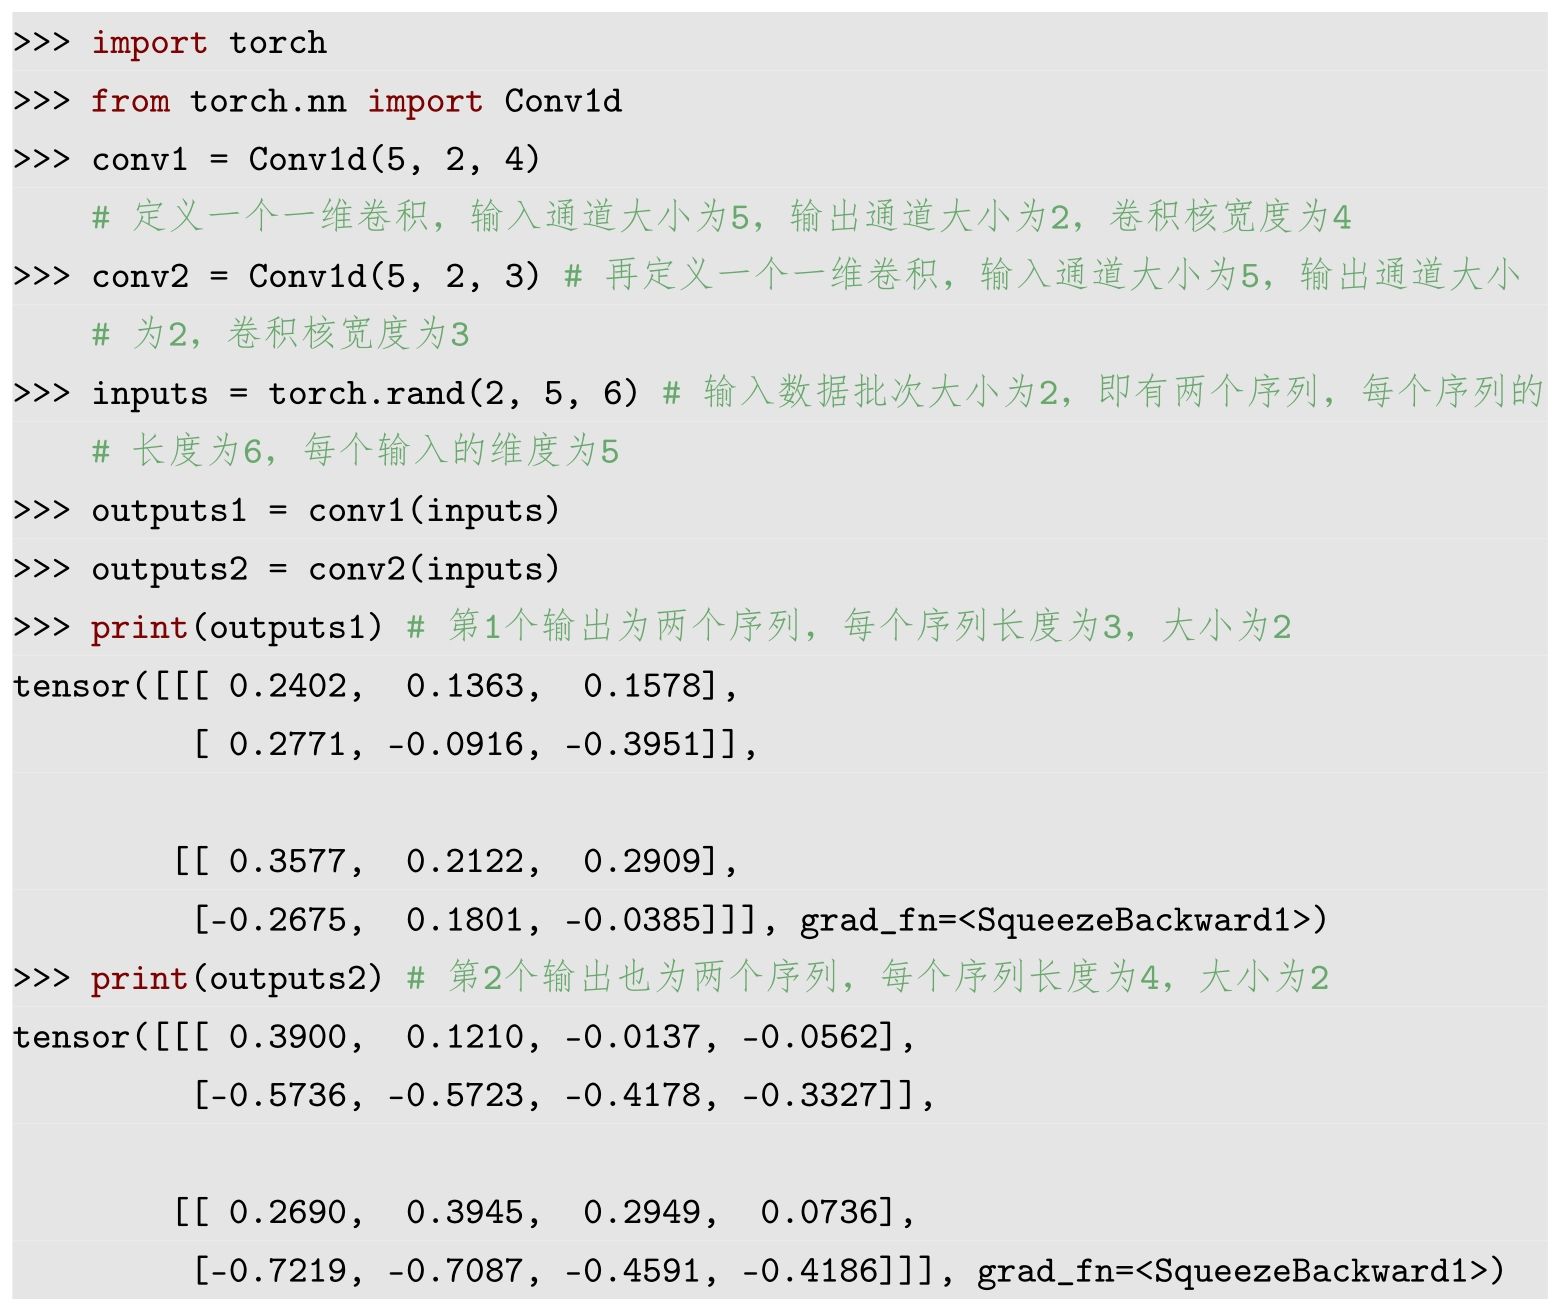 >>> import torch
>>> from torch.nn import Conv1d
>>> conv1 = Conv1d(5, 2, 4)
    # 定义一个一维卷积，输入通道大小为5，输出通道大小为2，卷积核宽度为4
>>> conv2 = Conv1d(5, 2, 3) # 再定义一个一维卷积，输入通道大小为5，输出通道大小
    # 为2，卷积核宽度为3
>>> inputs = torch.rand(2, 5, 6) # 输入数据批次大小为2，即有两个序列，每个序列的
    # 长度为6，每个输入的维度为5
>>> outputs1 = conv1(inputs)
>>> outputs2 = conv2(inputs)
>>> print(outputs1) # 第1个输出为两个序列，每个序列长度为3，大小为2
tensor([[[ 0.2402,  0.1363,  0.1578],
         [ 0.2771, -0.0916, -0.3951]],

        [[ 0.3577,  0.2122,  0.2909],
         [-0.2675,  0.1801, -0.0385]]], grad_fn=<SqueezeBackward1>)
>>> print(outputs2) # 第2个输出也为两个序列，每个序列长度为4，大小为2
tensor([[[ 0.3900,  0.1210, -0.0137, -0.0562],
         [-0.5736, -0.5723, -0.4178, -0.3327]],

        [[ 0.2690,  0.3945,  0.2949,  0.0736],
         [-0.7219, -0.7087, -0.4591, -0.4186]]], grad_fn=<SqueezeBackward1>)